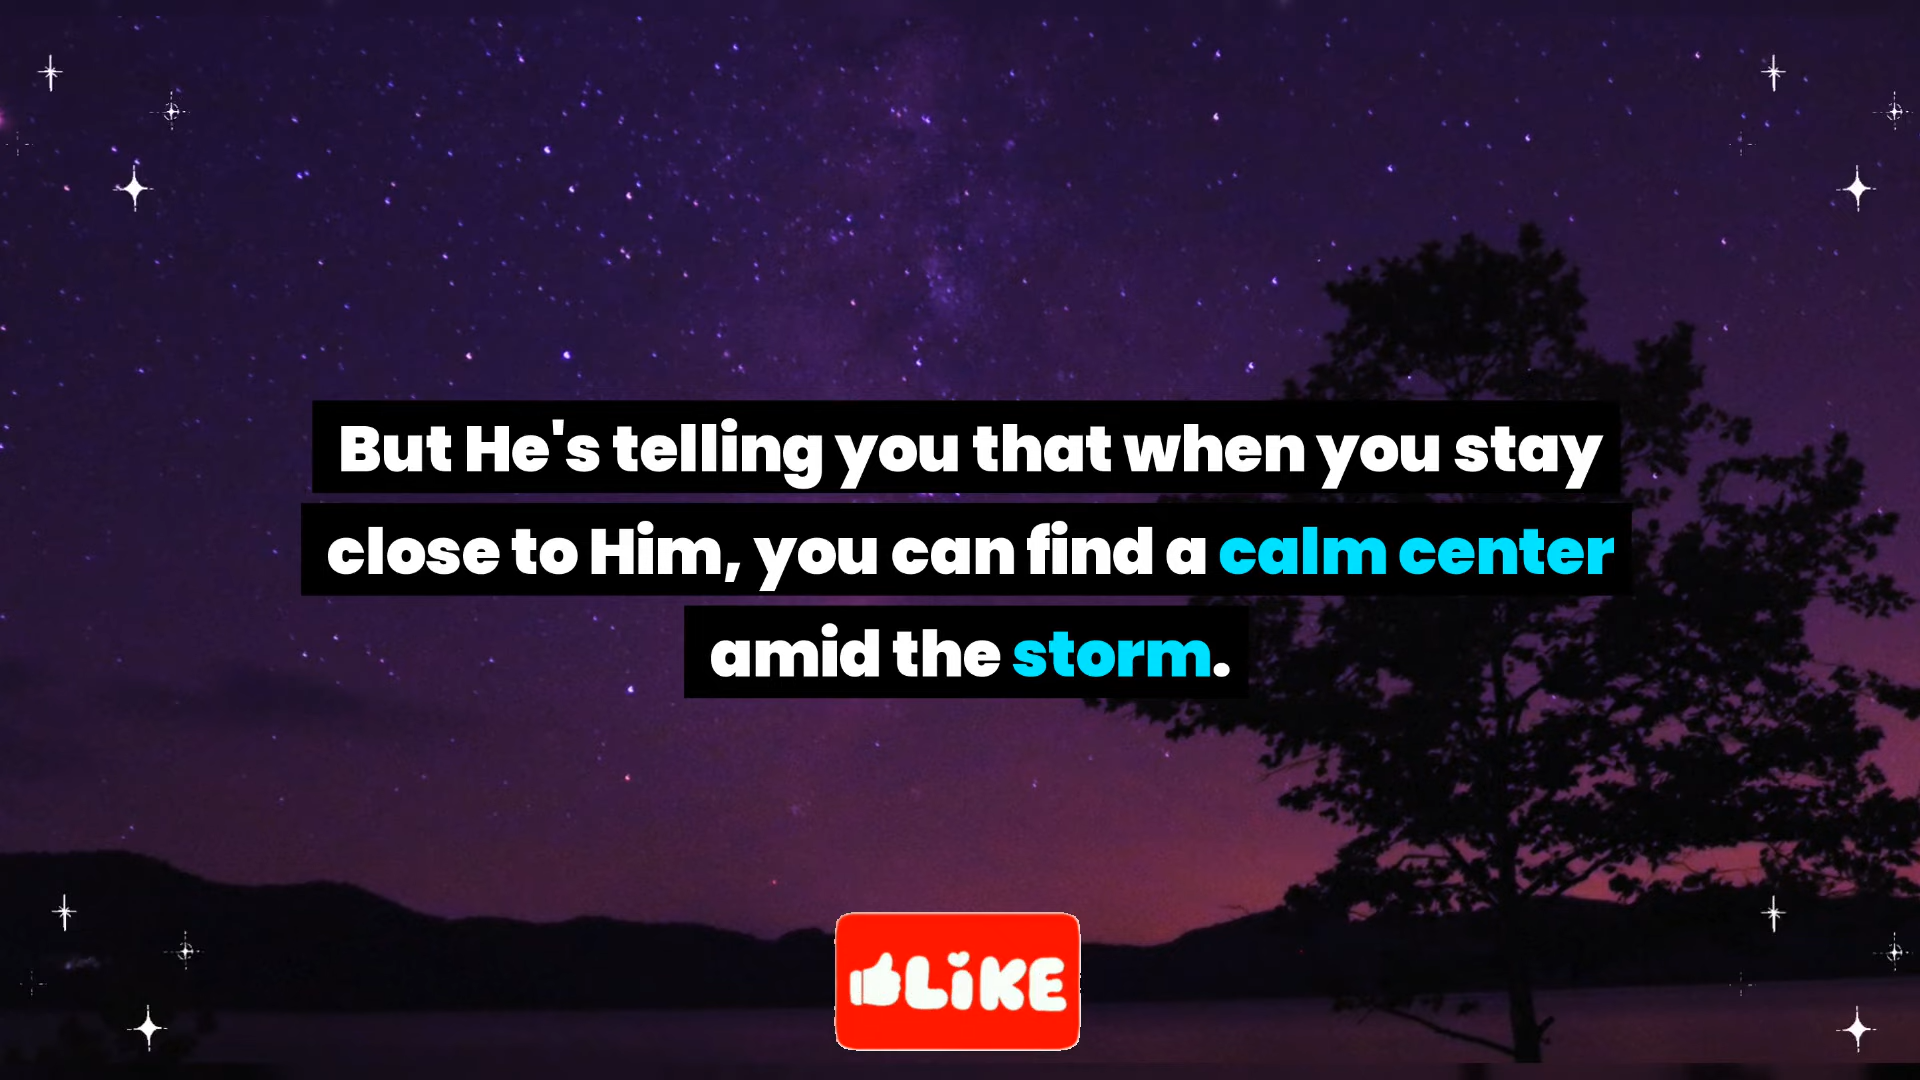 But He's telling you that when you stay
close to Him, you can find a calm center
amid the storm.
LiKE